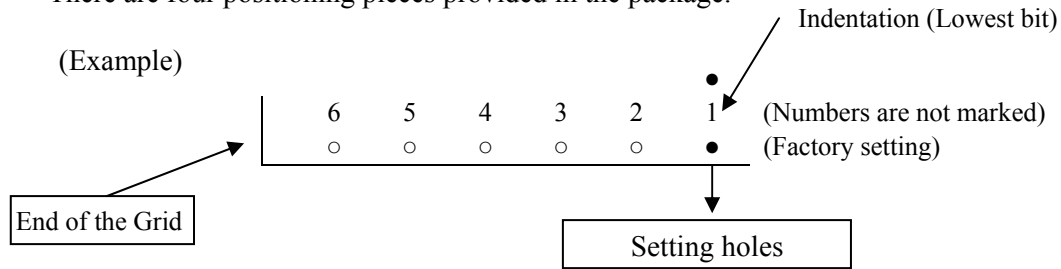 There are four positioning pieces provided in the package.
Indentation (Lowest bit)
(Example)
6 5 4 3 2 1 (Numbers are not marked)
(Factory setting)
End of the Grid
Setting holes